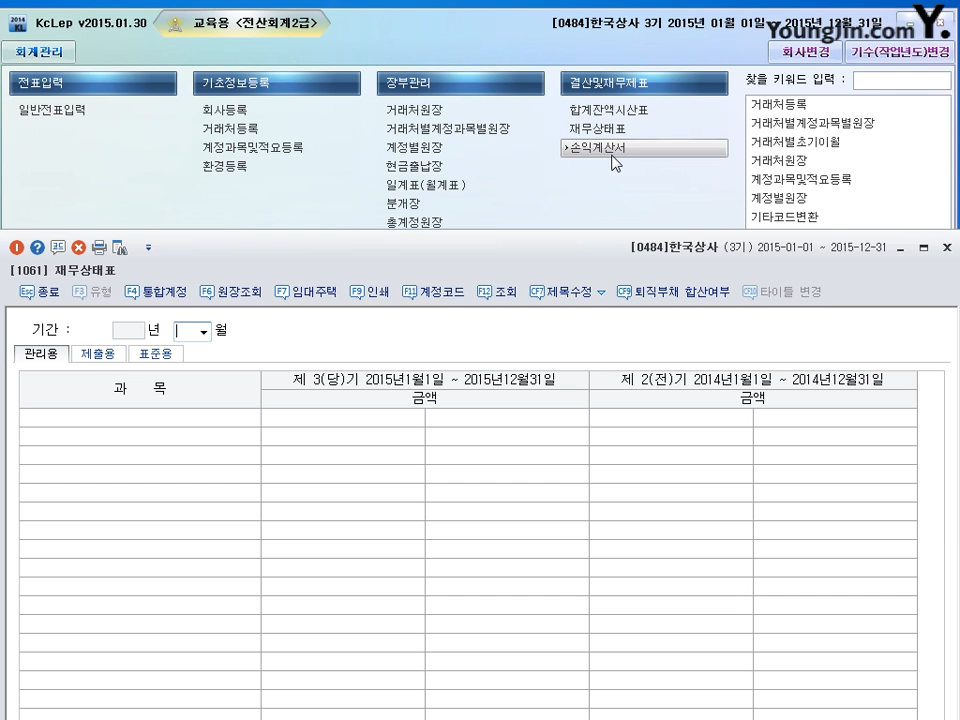 2014 KL KcLep v2015.01.30 교육용 <전산회계2급> [0484]한국상사 3기 2015년 01월 01일~ 2015년 12월 31일
YoungJin.com Y.
회계관리 회사변경 기수(작업년도)변경
전표입력 기초정보등록 장부관리 결산및재무제표 찾을 키워드 입력 :
일반전표입력 회사등록 거래처원장 합계잔액시산표 거래처등록
거래처등록 거래처별계정과목별원장 재무상태표 거래처별계정과목별원장
계정과목및적요등록 계정별원장 손익계산서 거래처별초기이월
환경등록 현금출납장 거래처원장
일계표(월계표) 계정과목및적요등록
분개장 계정별원장
총계정원장 기타코드변환
[0484]한국상사 (3기) 2015-01-01 ~ 2015-12-31
[1061] 재무상태표
Esc 종료 F3 유형 F4 통합계정 F6 원장조회 F7 임대주택 F9 인쇄 F11 계정코드 F12 조회 CF7 제목수정 CF9 퇴직부채 합산여부 CF10 타이틀 변경
기간 : 년 월
관리용 제출용 표준용
과 목 제 3(당)기 2015년1월1일 ~ 2015년12월31일 제 2(전)기 2014년1월1일 ~ 2014년12월31일
금액 금액